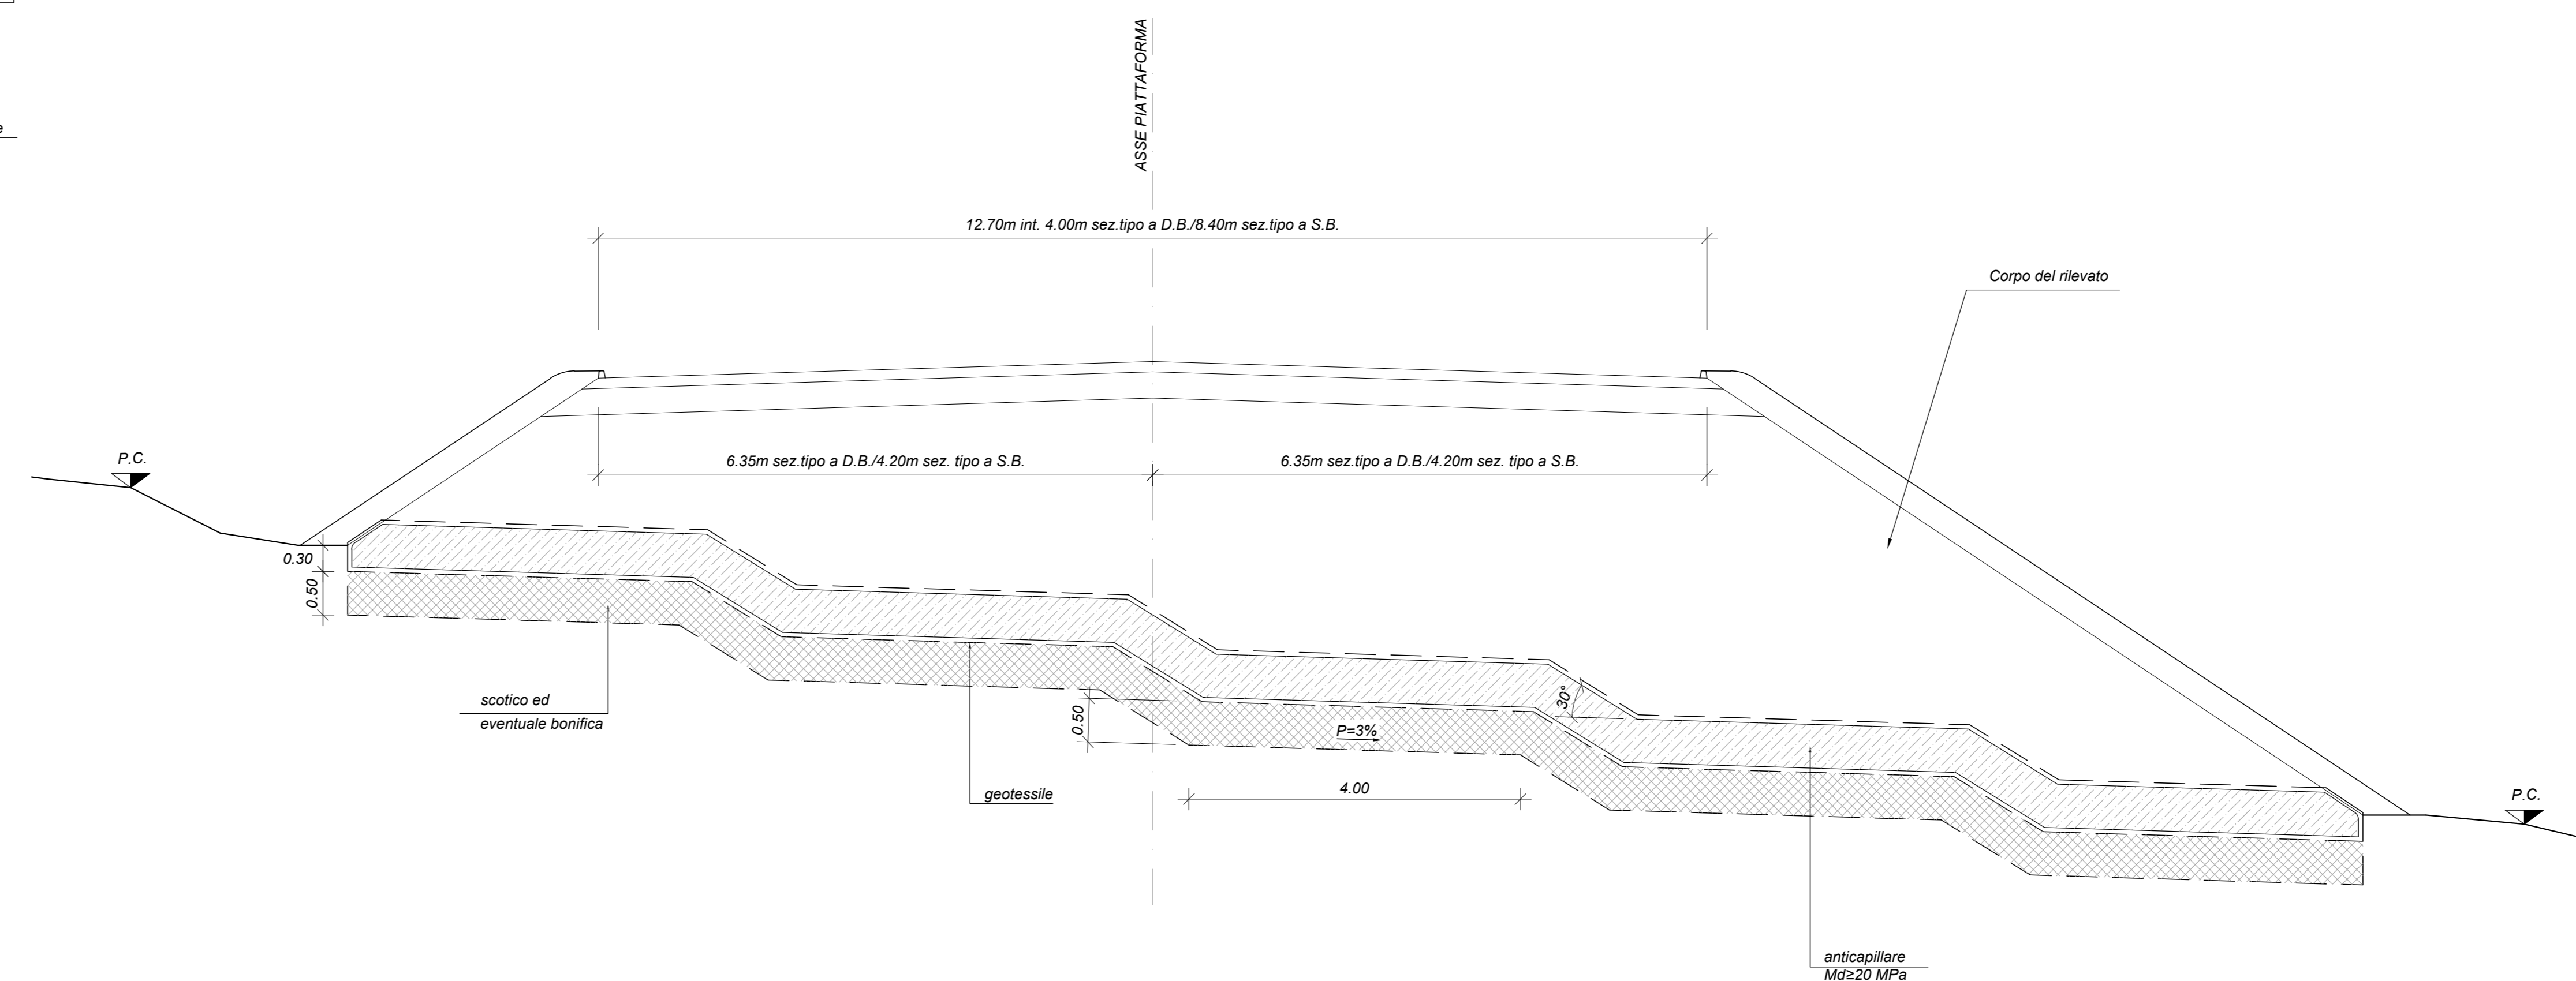 ASSE PIATTAFORMA
e
12.70m int. 4.00m sez.tipo a D.B./8.40m sez.tipo a S.B.
Corpo del rilevato
P.C.
6.35m sez.tipo a D.B./4.20m sez. tipo a S.B.
6.35m sez.tipo a D.B./4.20m sez. tipo a S.B.
0.30
0.50
scotico ed
eventuale bonifica
30°
0.50
P=3%
4.00
geotessile
P.C.
anticapillare
Md≥20 MPa